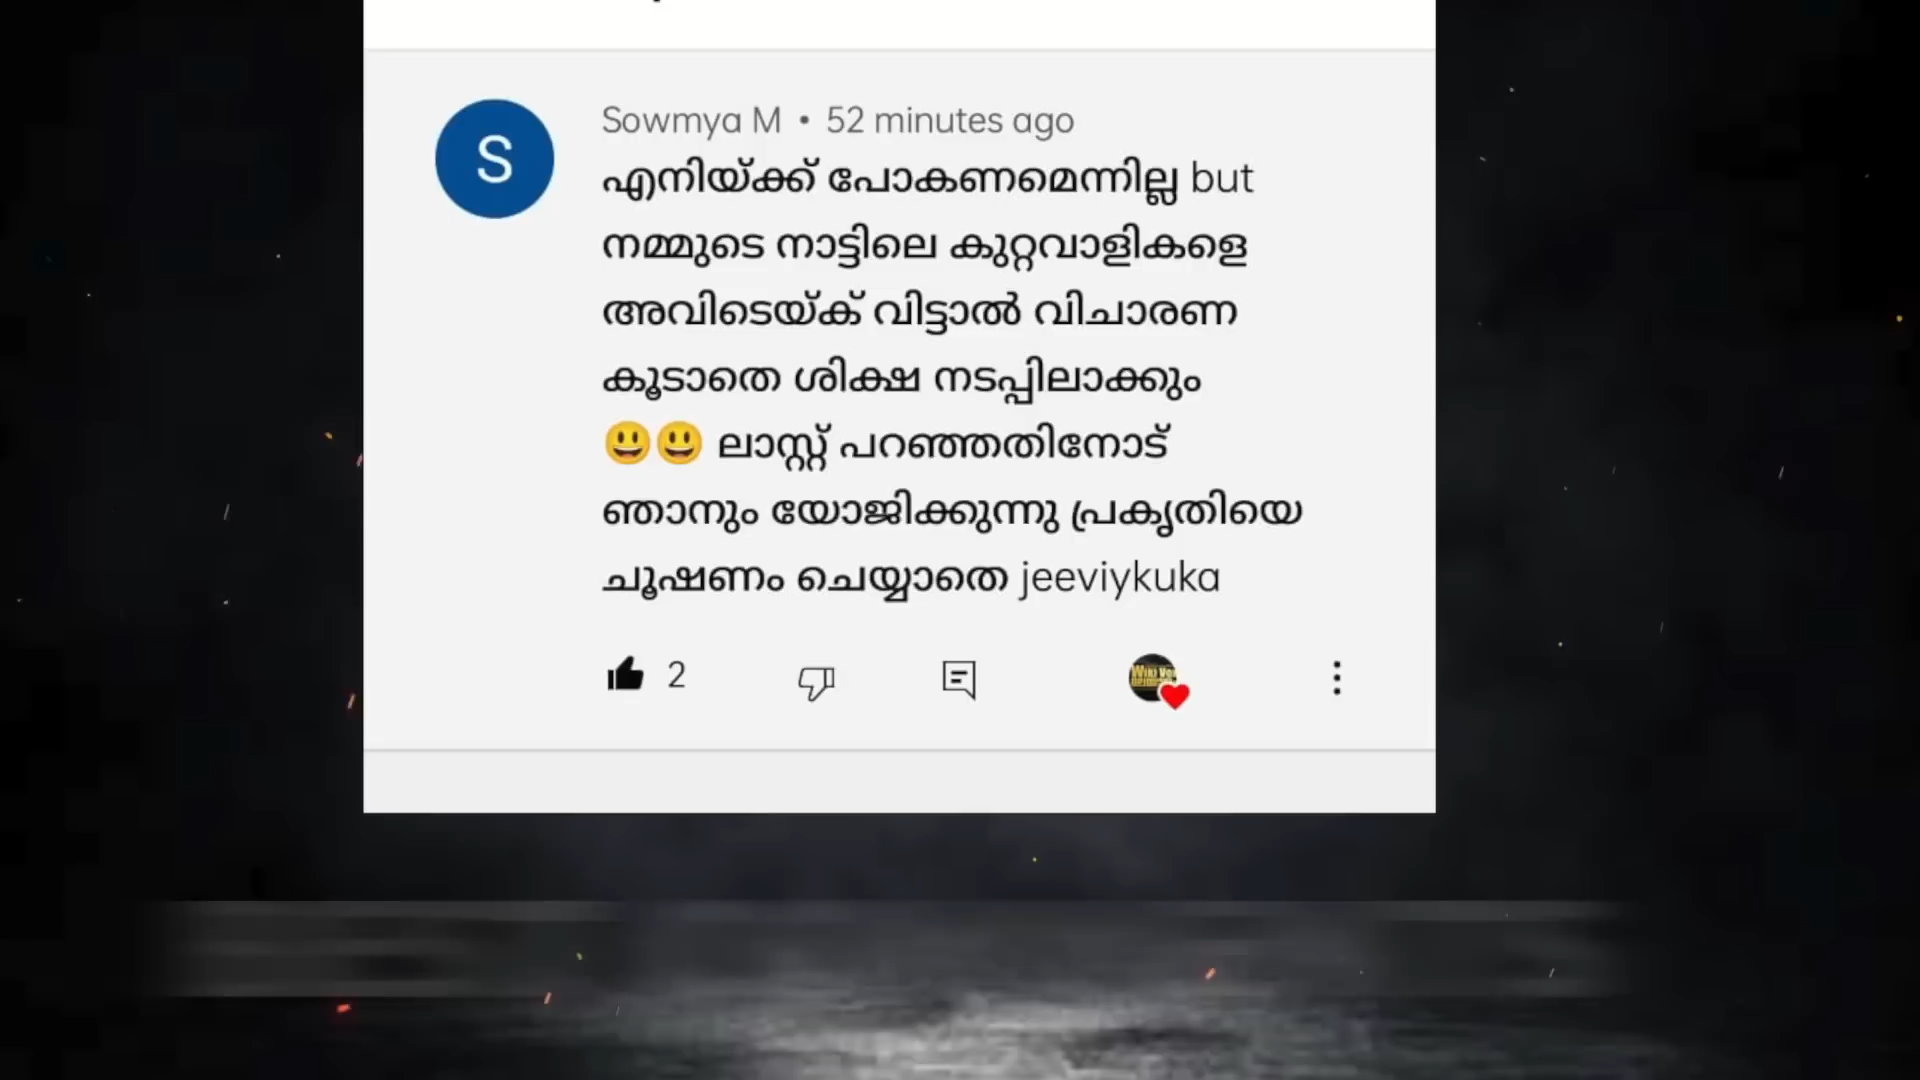 Sowmya M • 52 minutes ago
S
എനിയ്ക്ക് പോകണമെന്നില്ല but
നമ്മുടെ നാട്ടിലെ കുറ്റവാളികളെ
അവിടെയ്ക് വിട്ടാൽ വിചാരണ
കൂടാതെ ശിക്ഷ നടപ്പിലാക്കും
😃😃 ലാസ്റ്റ് പറഞ്ഞതിനോട്
ഞാനും യോജിക്കുന്നു പ്രകൃതിയെ
ചൂഷണം ചെയ്യാതെ jeeviykuka
2